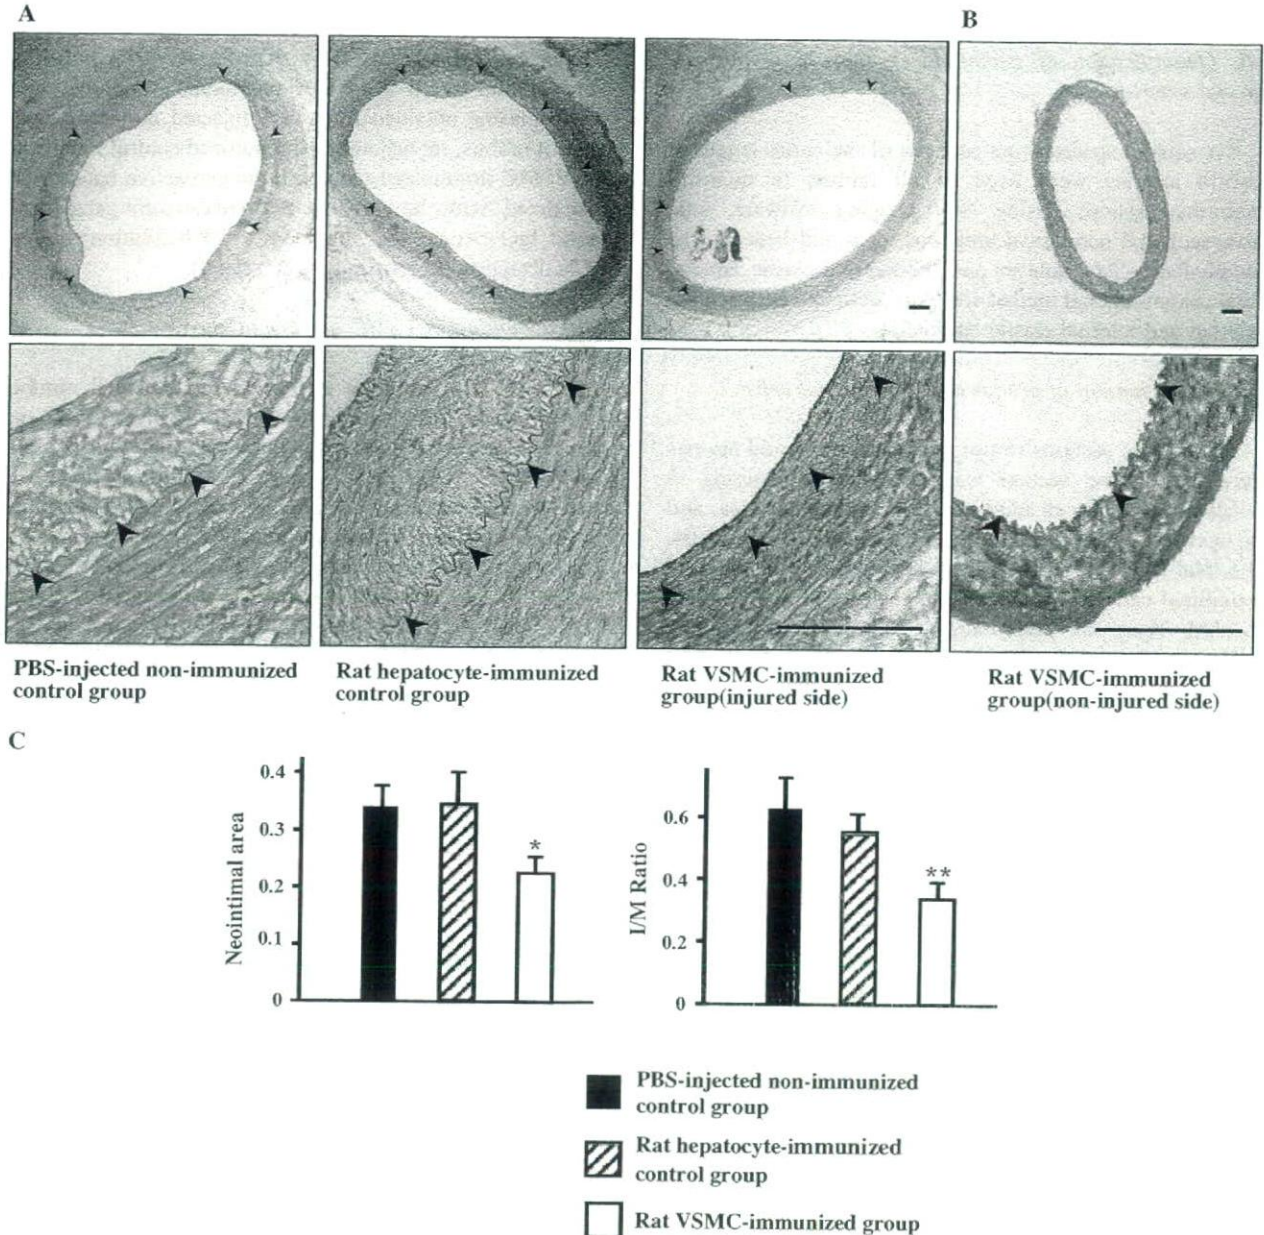 A
B
PBS-injected non-immunized
control group
Rat hepatocyte-immunized
control group
Rat VSMC-immunized
group(injured side)
Rat VSMC-immunized
group(non-injured side)
C
Neointimal area
0.4
0.3
0.2
0.1
0
*
I/M Ratio
0.6
0.4
0.2
0
**
PBS-injected non-immunized
control group
Rat hepatocyte-immunized
control group
Rat VSMC-immunized group